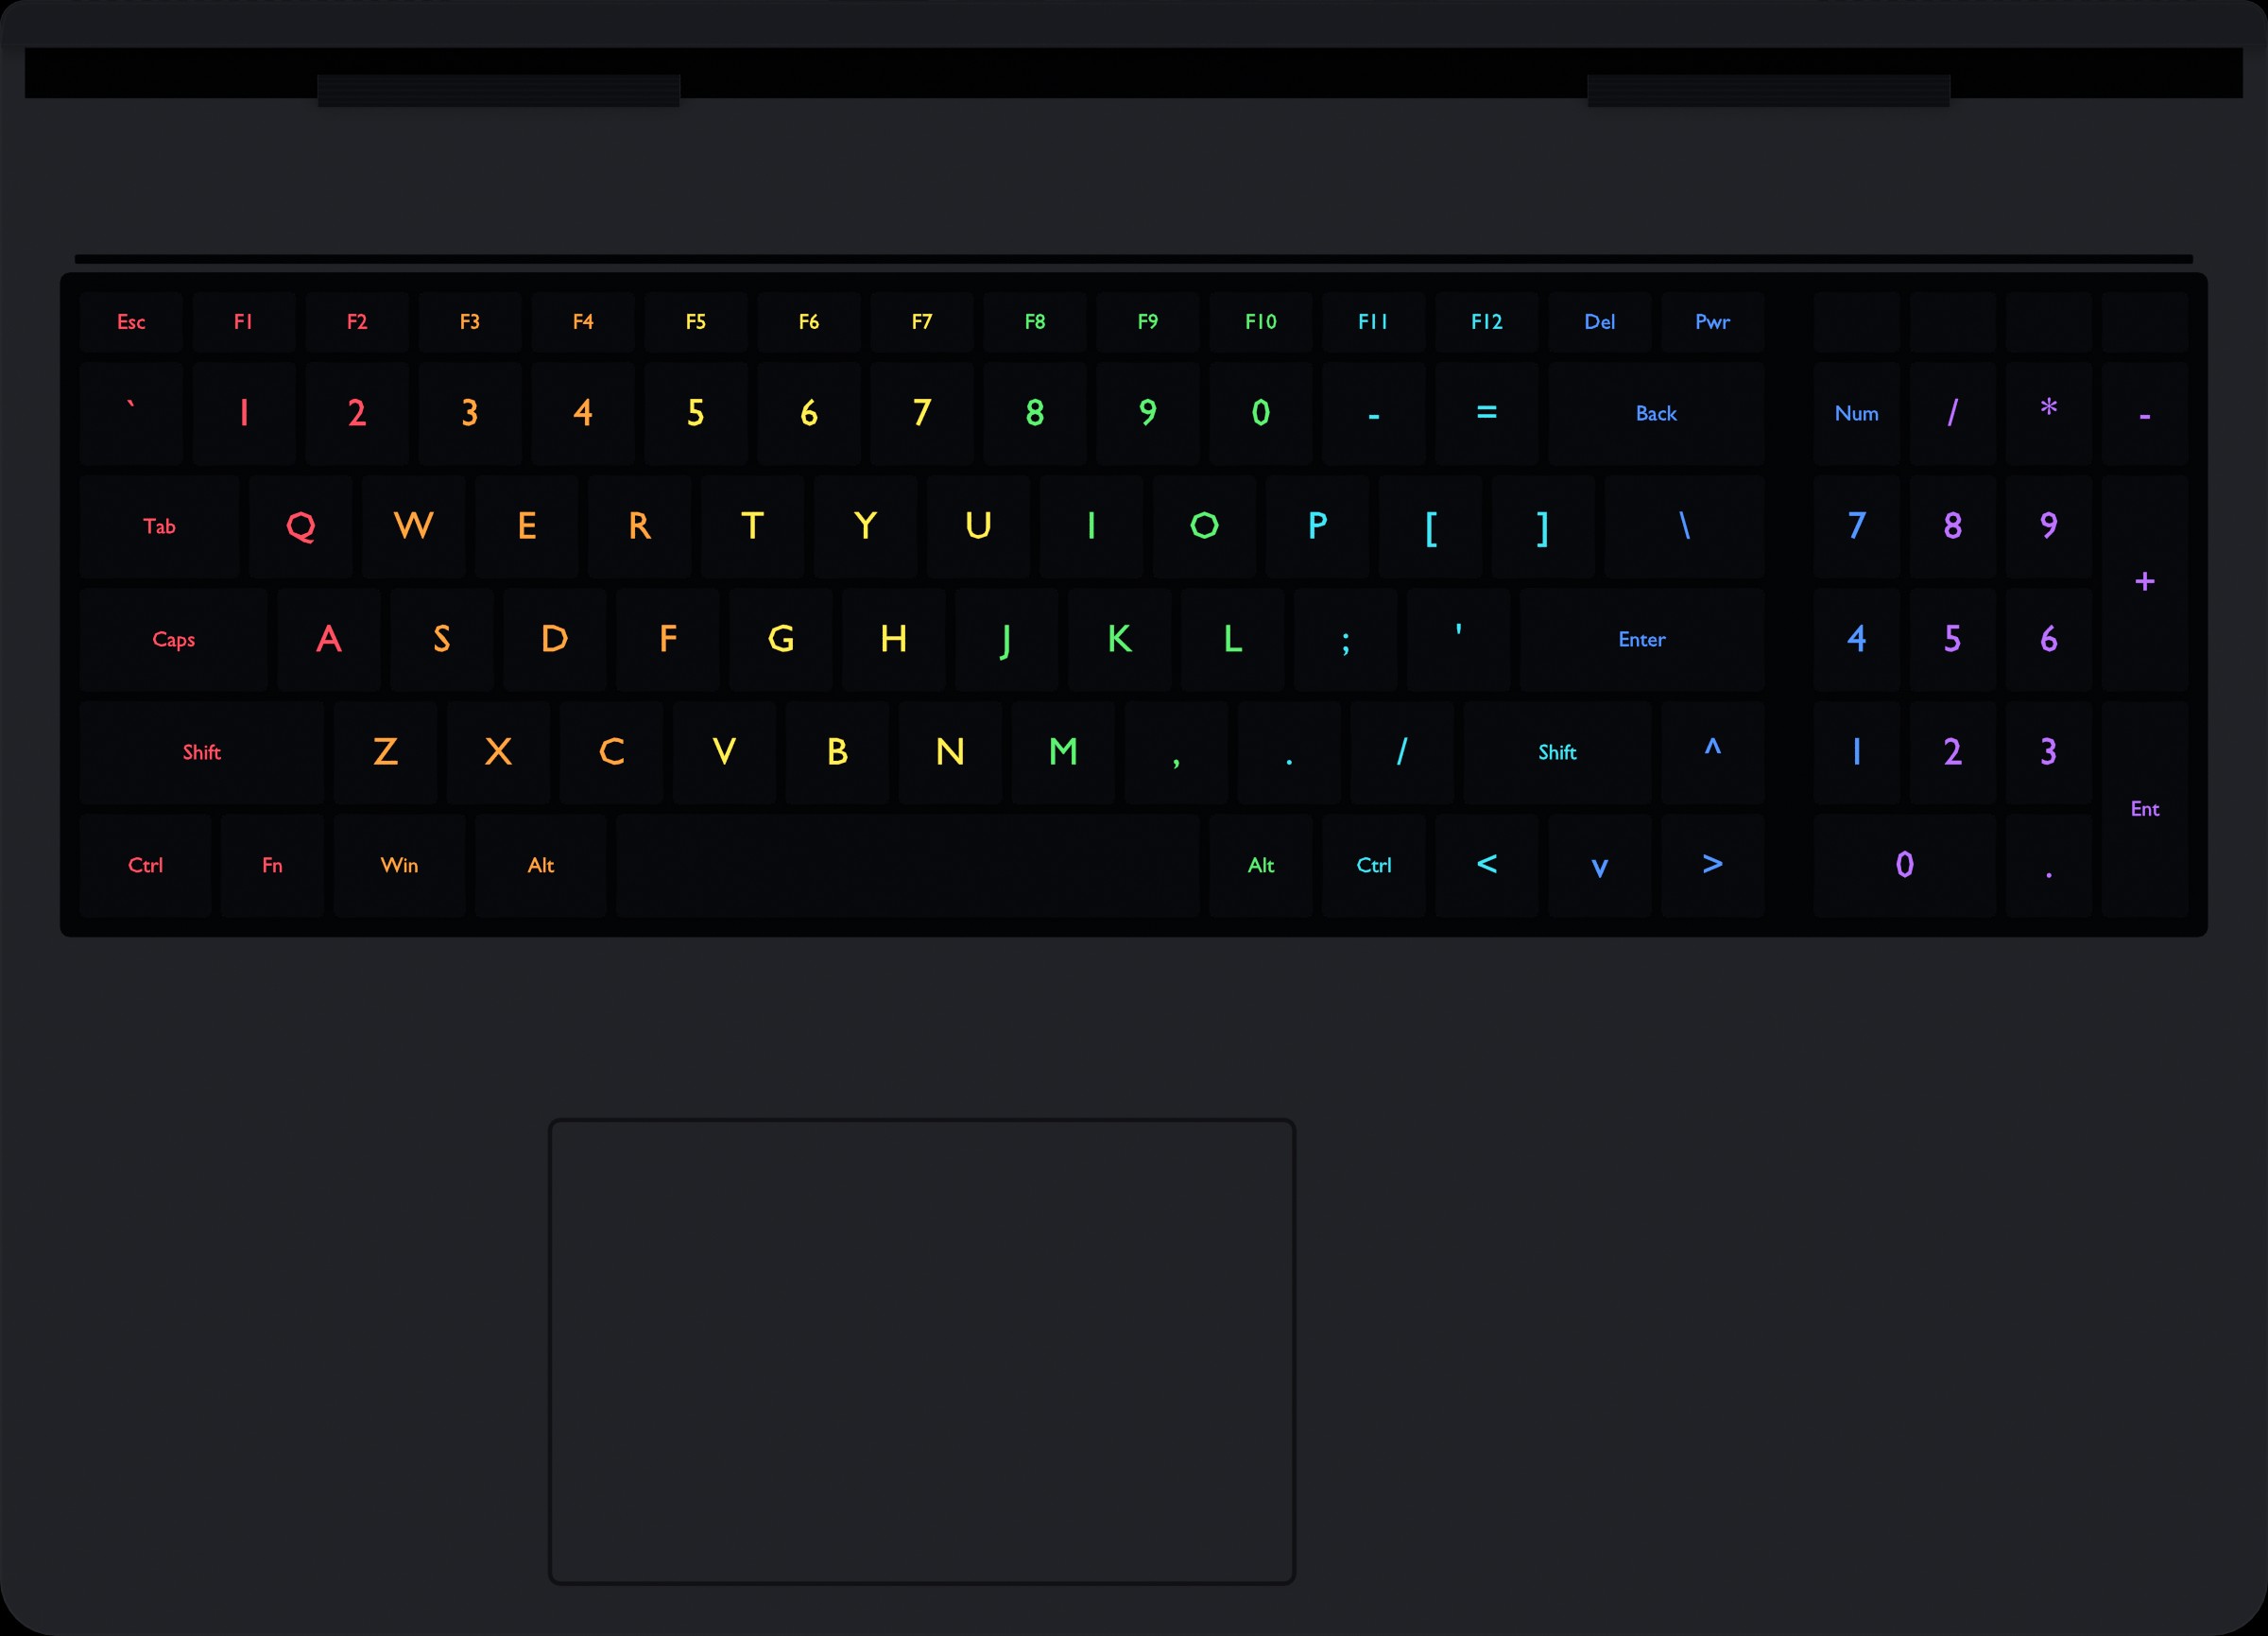 Esc F1 F2 F3 F4 F5 F6 F7 F8 F9 F10 F11 F12 Del Pwr
` 1 2 3 4 5 6 7 8 9 0 - = Back Num / * -
Tab Q W E R T Y U I O P [ ] \ 7 8 9
+
Caps A S D F G H J K L ; ' Enter 4 5 6
Shift Z X C V B N M , . / Shift ^ 1 2 3
Ent
Ctrl Fn Win Alt Alt Ctrl < v > 0 .